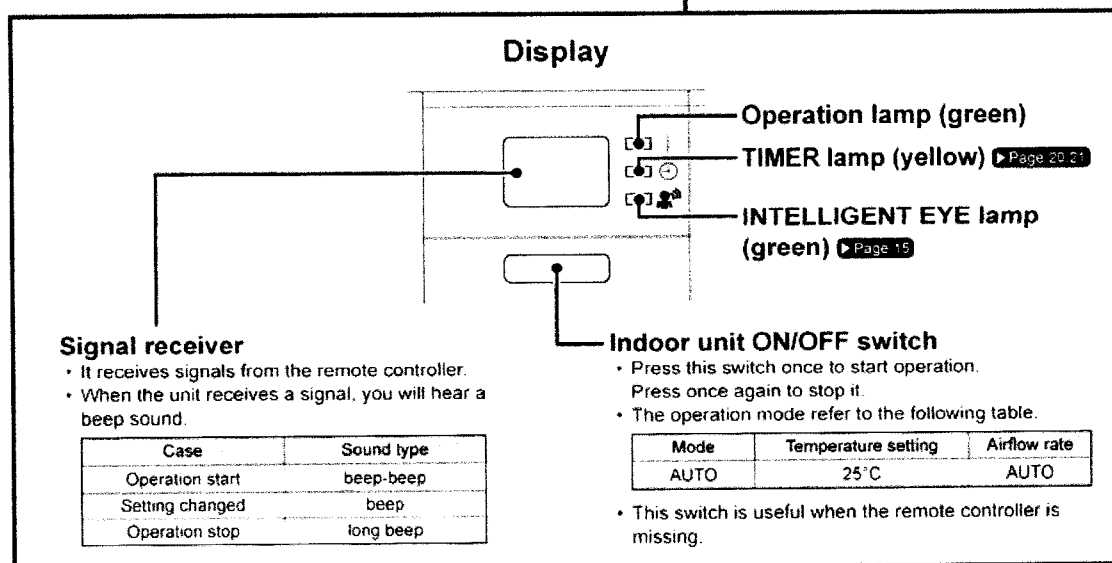 Display
Operation lamp (green)
TIMER lamp (yellow) Page 20,21
INTELLIGENT EYE lamp
(green) Page 15
Signal receiver
• It receives signals from the remote controller.
• When the unit receives a signal, you will hear a
beep sound.
Case Sound type
Operation start beep-beep
Setting changed beep
Operation stop long beep
Indoor unit ON/OFF switch
• Press this switch once to start operation.
Press once again to stop it.
• The operation mode refer to the following table.
Mode Temperature setting Airflow rate
AUTO 25°C AUTO
• This switch is useful when the remote controller is
missing.